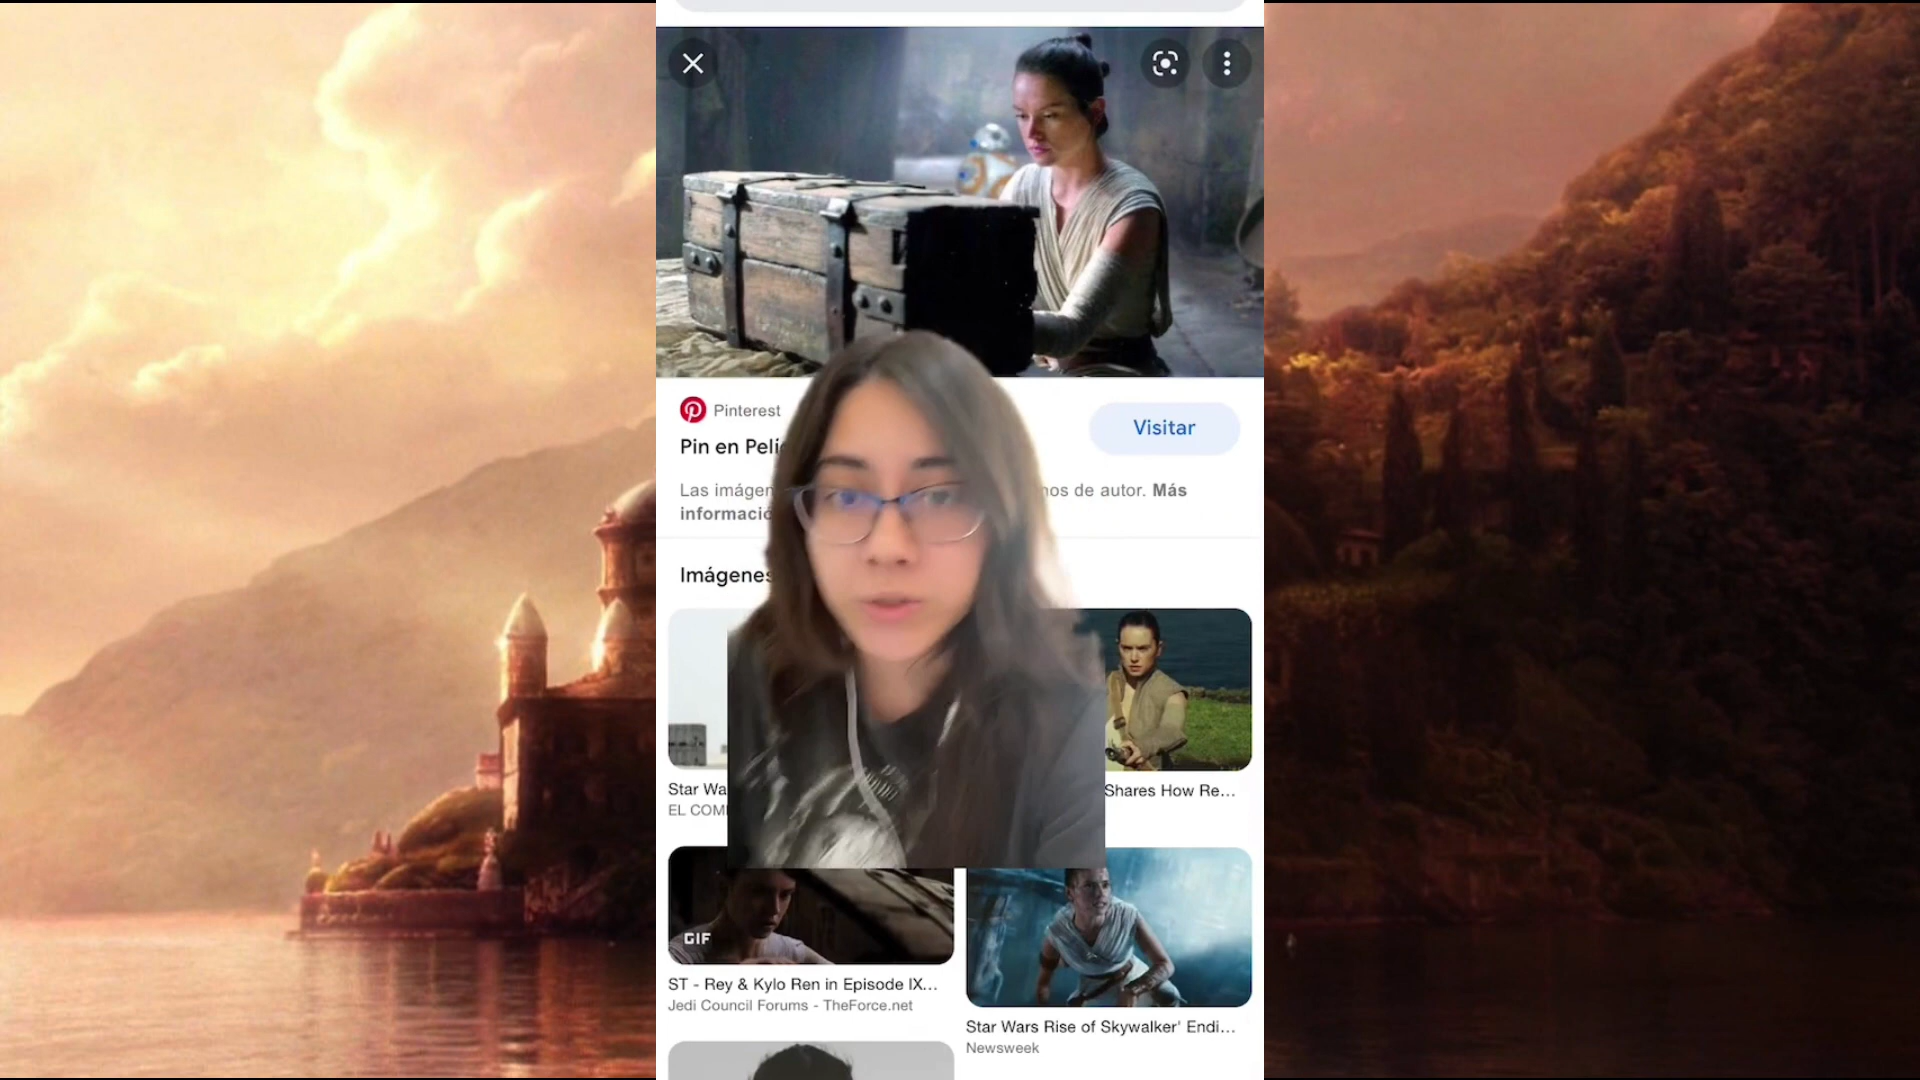 Pinterest
Pin en Pelí
Visitar
Las imágen
nos de autor. Más
informació
Imágenes
Star Wa
EL COM
Shares How Re...
GIF
ST - Rey & Kylo Ren in Episode IX...
Jedi Council Forums - TheForce.net
Star Wars Rise of Skywalker' Endi...
Newsweek